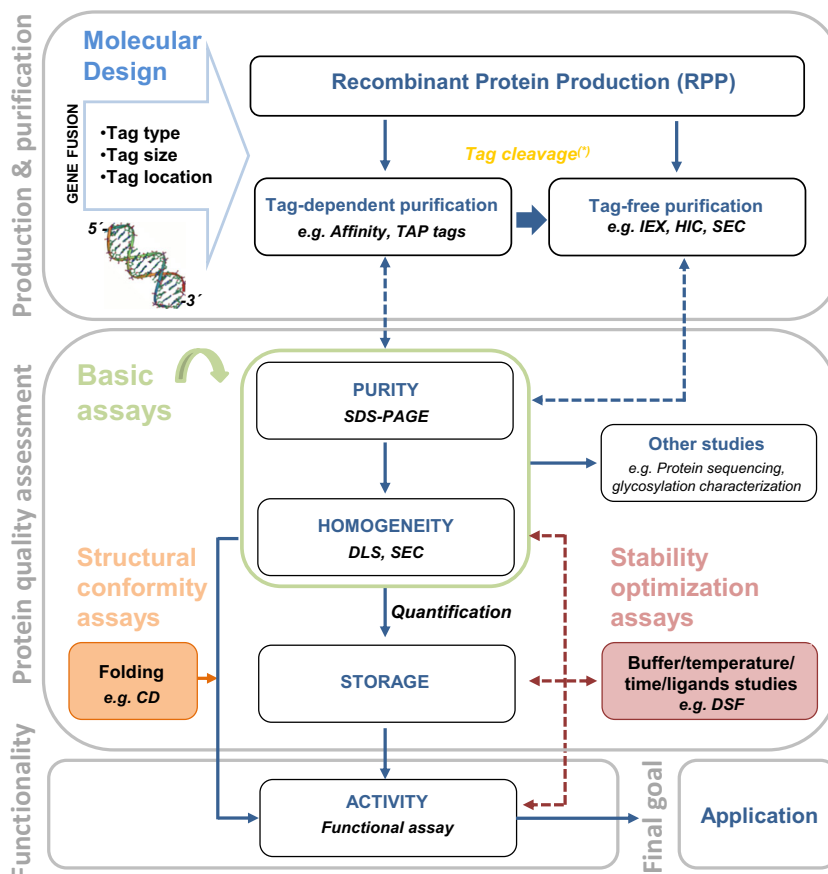 Production & purification
Molecular
Design
GENE FUSION
•Tag type
•Tag size
•Tag location
5´
-3´
Recombinant Protein Production (RPP)
Tag cleavage(*)
Tag-dependent purification
e.g. Affinity, TAP tags
Tag-free purification
e.g. IEX, HIC, SEC
Protein quality assessment
Basic
assays
PURITY
SDS-PAGE
Other studies
e.g. Protein sequencing,
glycosylation characterization
HOMOGENEITY
DLS, SEC
Structural
conformity
assays
Stability
optimization
assays
Quantification
Folding
e.g. CD
STORAGE
Buffer/temperature/
time/ligands studies
e.g. DSF
Functionality
ACTIVITY
Functional assay
Final goal
Application